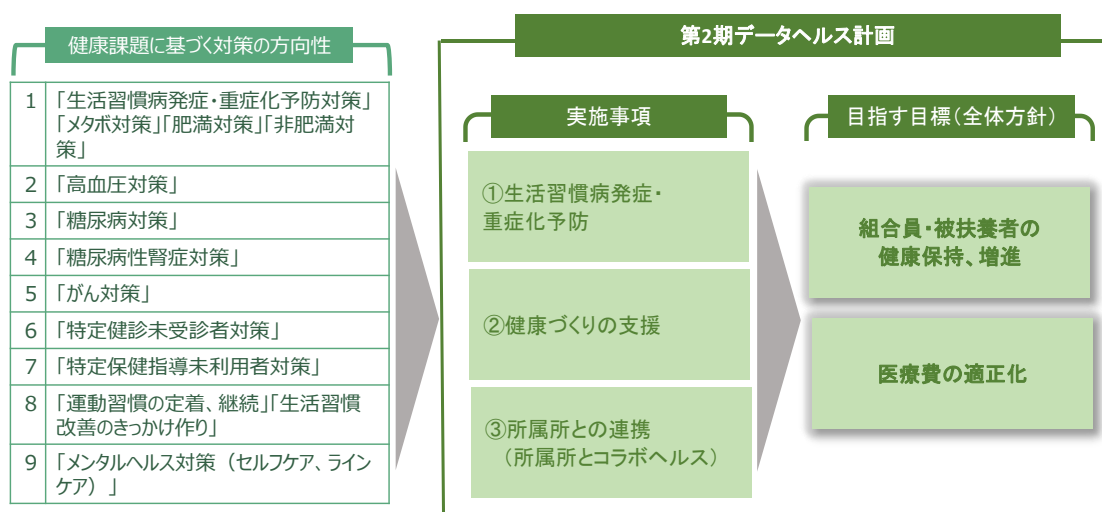 健康課題に基づく対策の方向性
1 「生活習慣病発症・重症化予防対策」
「メタボ対策」「肥満対策」「非肥満対
策」
2 「高血圧対策」
3 「糖尿病対策」
4 「糖尿病性腎症対策」
5 「がん対策」
6 「特定健診未受診者対策」
7 「特定保健指導未利用者対策」
8 「運動習慣の定着、継続」「生活習慣
改善のきっかけ作り」
9 「メンタルヘルス対策（セルフケア、ライン
ケア）」
第2期データヘルス計画
実施事項
①生活習慣病発症・
重症化予防
②健康づくりの支援
③所属所との連携
（所属所とコラボヘルス）
目指す目標（全体方針）
組合員・被扶養者の
健康保持、増進
医療費の適正化